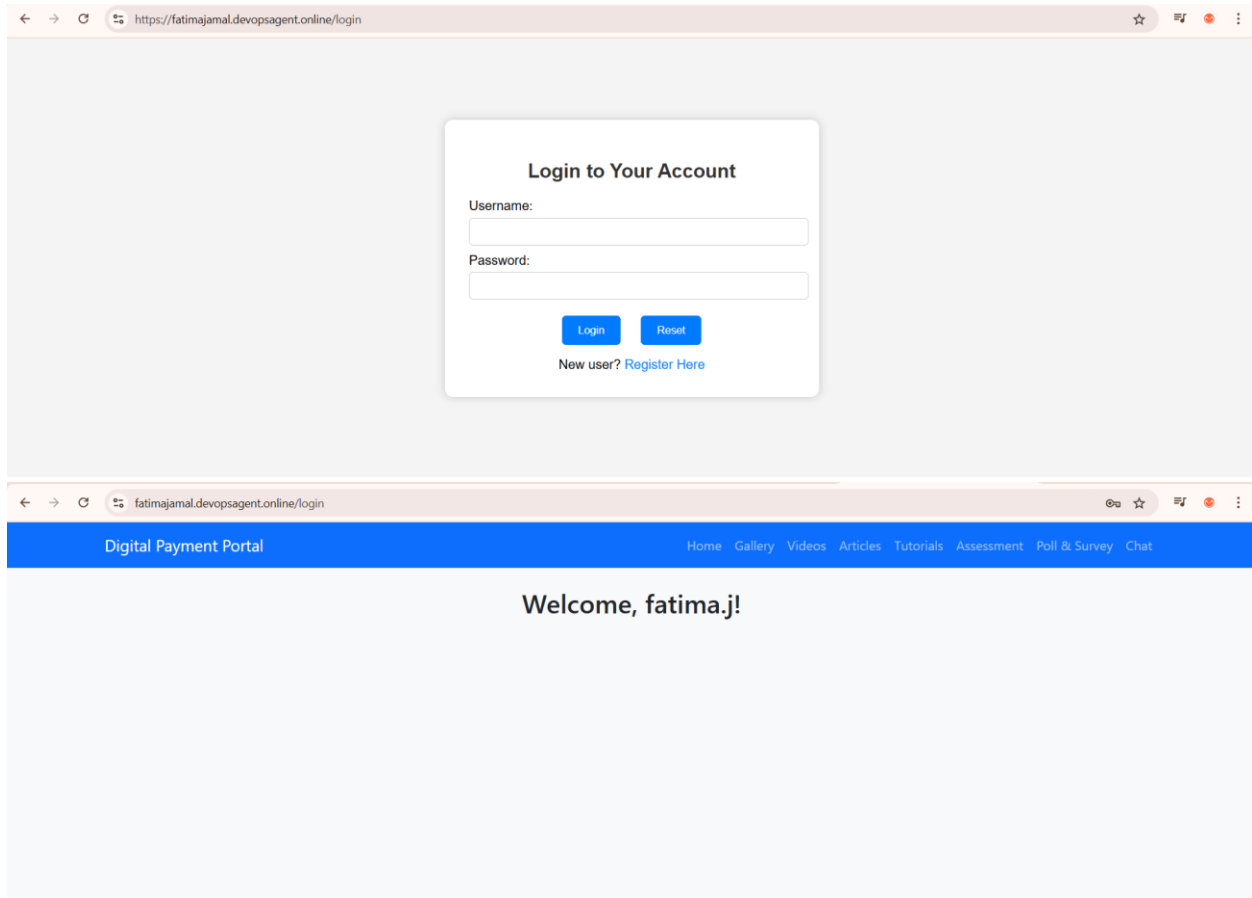 https://fatimajamal.devopsagent.online/login
Login to Your Account
Username:
Password:
Login Reset
New user? Register Here
fatimajamal.devopsagent.online/login
Digital Payment Portal Home Gallery Videos Articles Tutorials Assessment Poll & Survey Chat
Welcome, fatima.j!